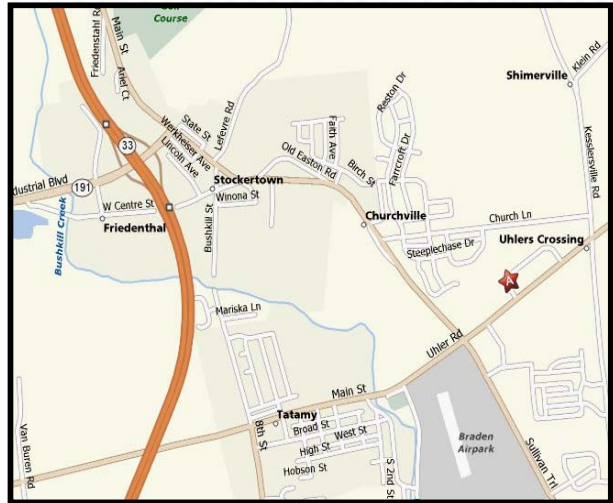 Course
Friedenstahl Rd
Main St
Ariel Ct
Klein Rd
Shimerville
Reston Dr
Kesslersville Rd
State St
Lefevre Rd
Faith Ave
Werkheiser Ave
33
Lincoln Ave
Old Easton Rd
Farrcroft Dr
Birch St
dustrial Blvd
191
Stockertown
Winona St
W Centre St
Friedenthal
Bushkill St
Churchville
Church Ln
Steeplechase Dr
Uhlers Crossing
Bushkill Creek
A
Mariska Ln
Uhler Rd
Main St
Tatamy
8th St
Broad St
West St
High St
Hobson St
S 2nd St
Braden
Airpark
Sullivan Trl
Van Buren Rd